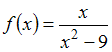 f(x) = x / (x² − 9)